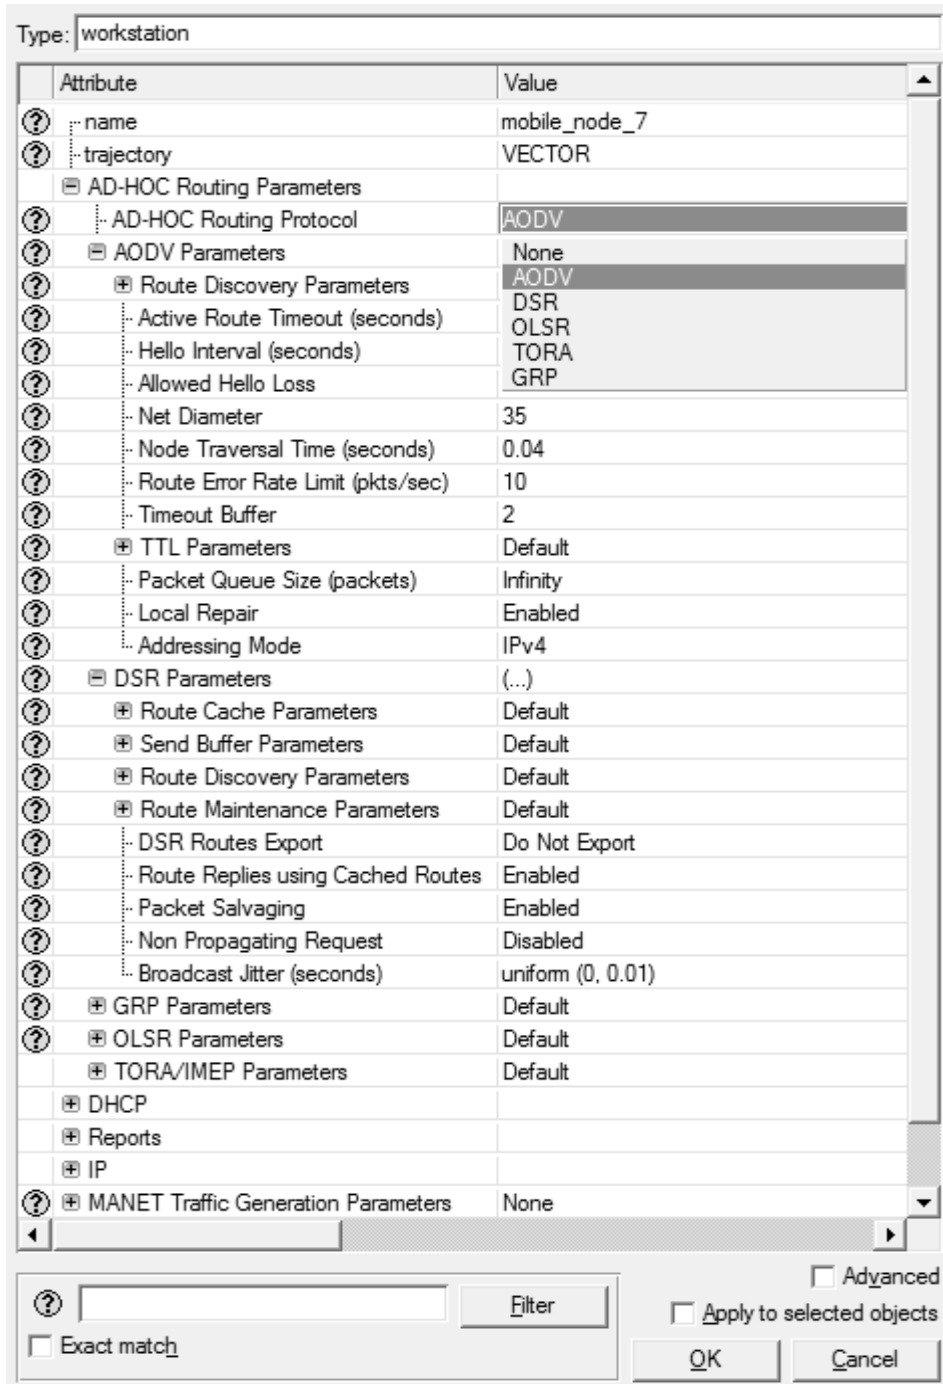 Type: workstation
Attribute Value
name mobile_node_7
trajectory VECTOR
AD-HOC Routing Parameters
AD-HOC Routing Protocol AODV
AODV Parameters None
AODV
Route Discovery Parameters
DSR
Active Route Timeout (seconds) OLSR
Hello Interval (seconds) TORA
Allowed Hello Loss GRP
Net Diameter 35
Node Traversal Time (seconds) 0.04
Route Error Rate Limit (pkts/sec) 10
Timeout Buffer 2
TTL Parameters Default
Packet Queue Size (packets) Infinity
Local Repair Enabled
Addressing Mode IPv4
DSR Parameters (...)
Route Cache Parameters Default
Send Buffer Parameters Default
Route Discovery Parameters Default
Route Maintenance Parameters Default
DSR Routes Export Do Not Export
Route Replies using Cached Routes Enabled
Packet Salvaging Enabled
Non Propagating Request Disabled
Broadcast Jitter (seconds) uniform (0, 0.01)
GRP Parameters Default
OLSR Parameters Default
TORA/IMEP Parameters Default
DHCP
Reports
IP
MANET Traffic Generation Parameters None
Advanced
Filter
Apply to selected objects
Exact match
OK Cancel